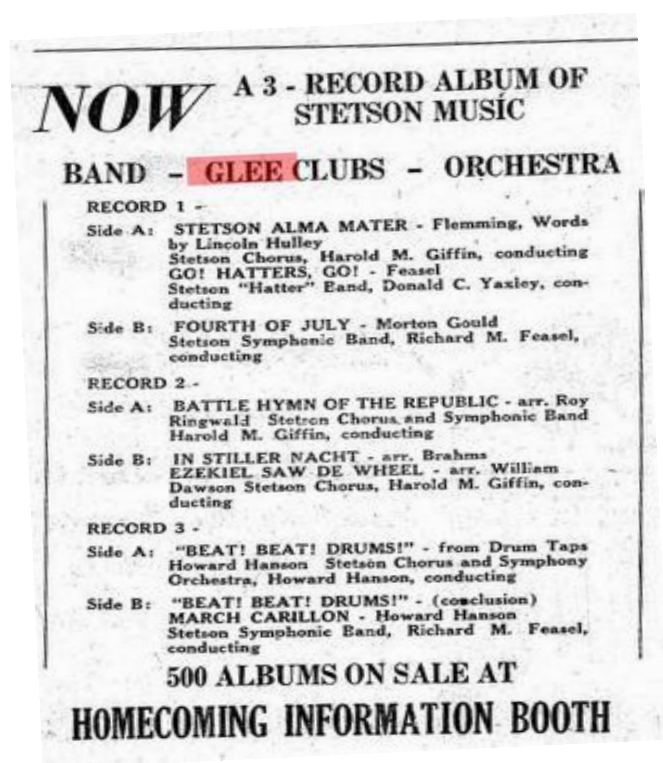 NOW A 3 - RECORD ALBUM OF
STETSON MUSIC
BAND - GLEE CLUBS - ORCHESTRA
RECORD 1 -
Side A: STETSON ALMA MATER - Flemming, Words
by Lincoln Hulley
Stetson Chorus, Harold M. Giffin, conducting
GO! HATTERS, GO! - Feasel
Stetson "Hatter" Band, Donald C. Yaxley, con-
ducting
Side B: FOURTH OF JULY - Morton Gould
Stetson Symphonic Band, Richard M. Feasel,
conducting
RECORD 2 -
Side A: BATTLE HYMN OF THE REPUBLIC - arr. Roy
Ringwald Stetson Chorus and Symphonic Band
Harold M. Giffin, conducting
Side B: IN STILLER NACHT - arr. Brahms
EZEKIEL SAW DE WHEEL - arr. William
Dawson Stetson Chorus, Harold M. Giffin, con-
ducting
RECORD 3 -
Side A: "BEAT! BEAT! DRUMS!" - from Drum Taps
Howard Hanson Stetson Chorus and Symphony
Orchestra, Howard Hanson, conducting
Side B: "BEAT! BEAT! DRUMS!" - (conclusion)
MARCH CARILLON - Howard Hanson
Stetson Symphonic Band, Richard M. Feasel,
conducting
500 ALBUMS ON SALE AT
HOMECOMING INFORMATION BOOTH